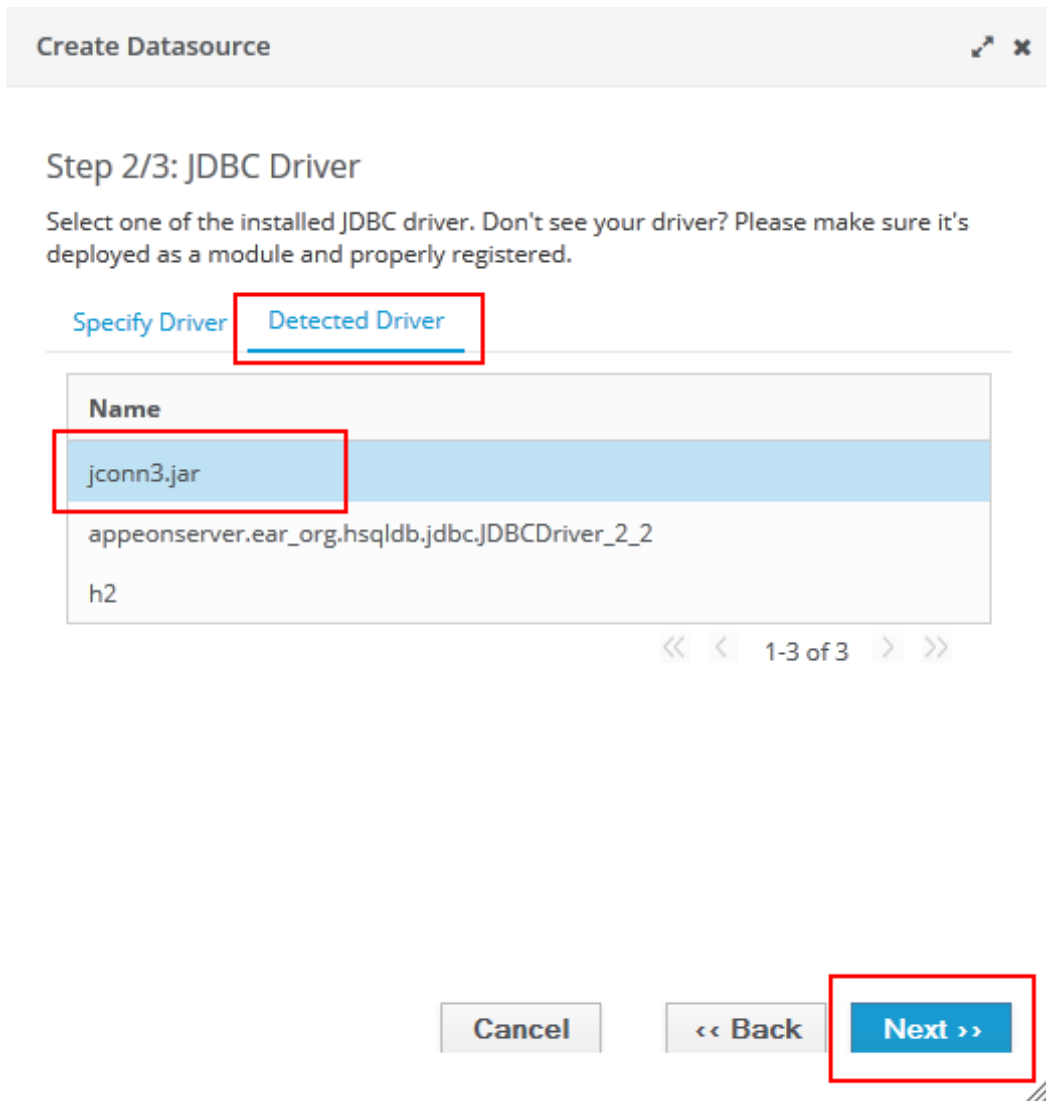 Create Datasource
Step 2/3: JDBC Driver
Select one of the installed JDBC driver. Don't see your driver? Please make sure it's
deployed as a module and properly registered.
Specify Driver Detected Driver
Name
jconn3.jar
appeonserver.ear_org.hsqldb.jdbc.JDBCDriver_2_2
h2
1-3 of 3
Cancel ‹‹ Back Next ››